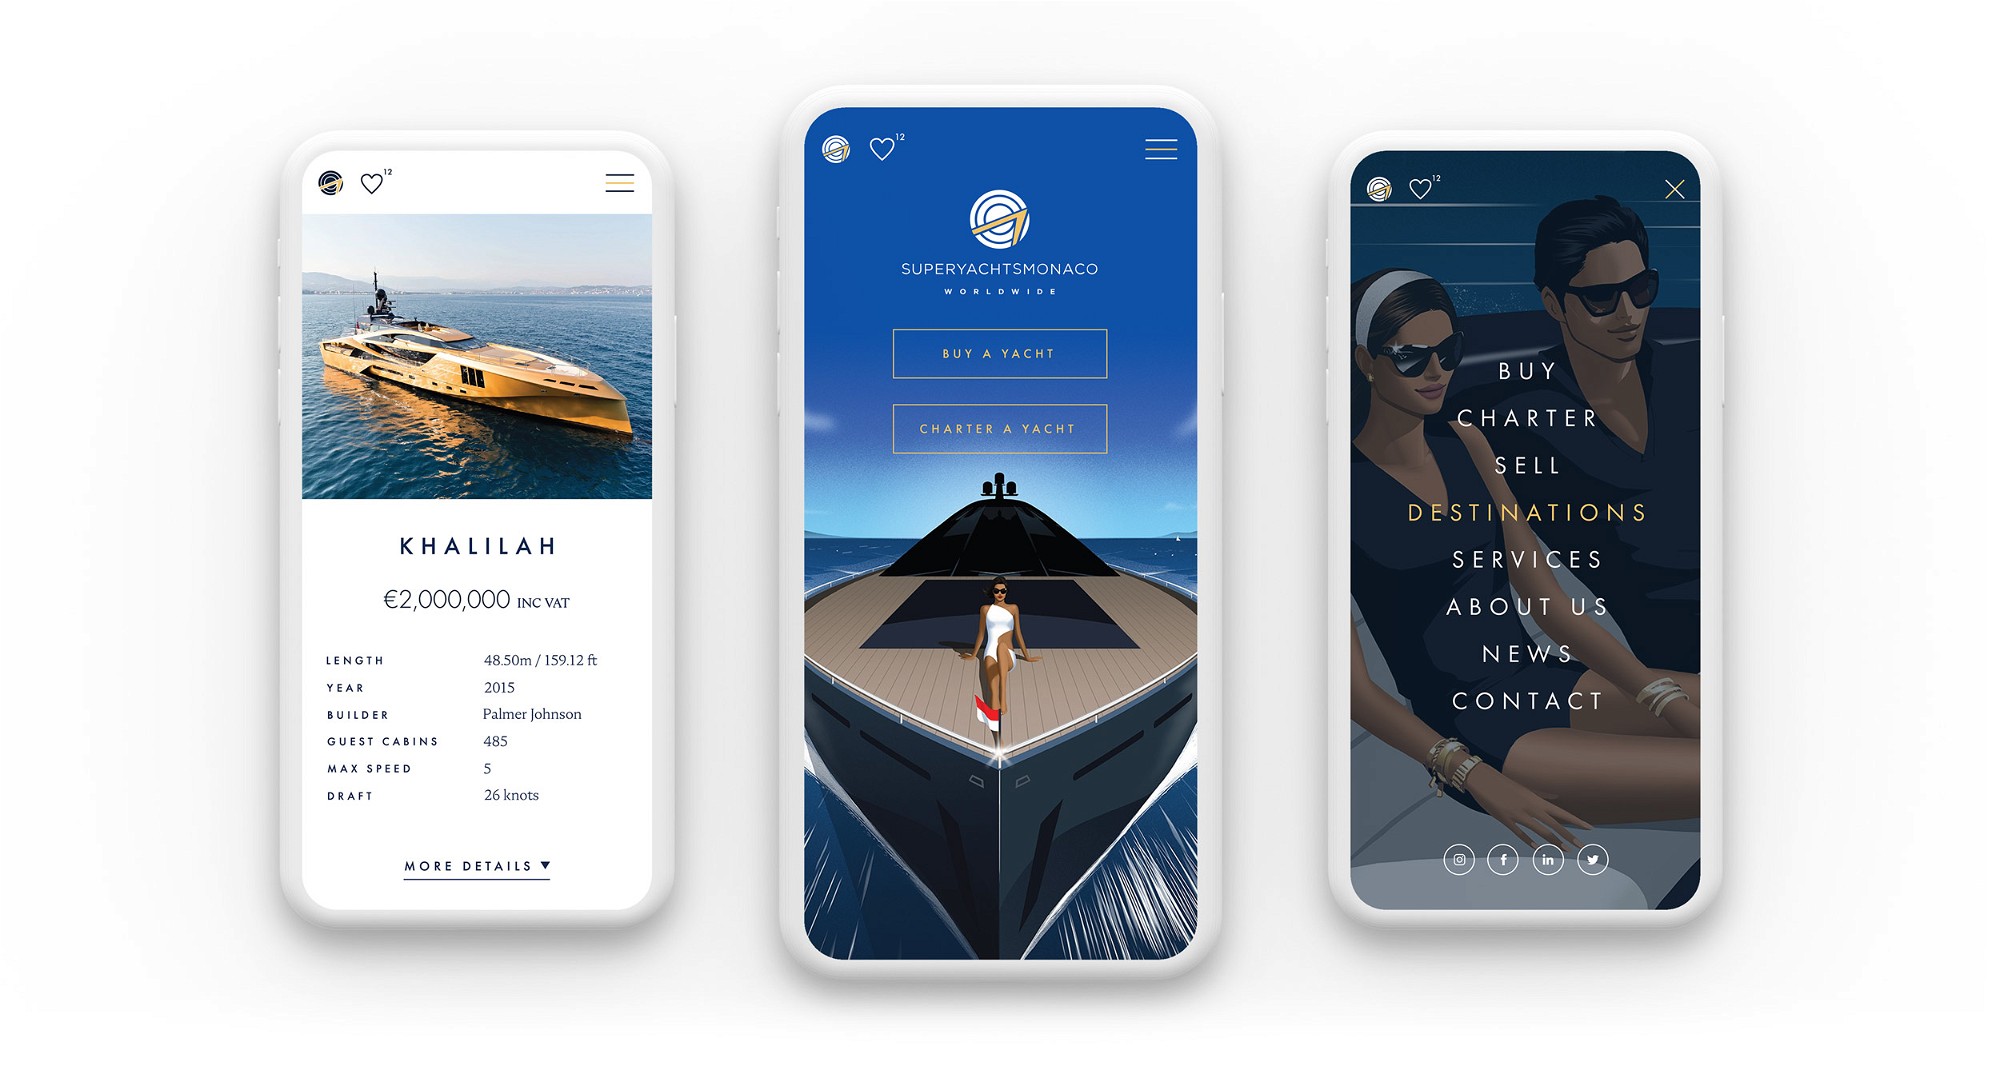 12
KHALILAH
€2,000,000 INC VAT
LENGTH 48.50m / 159.12 ft
YEAR 2015
BUILDER Palmer Johnson
GUEST CABINS 485
MAX SPEED 5
DRAFT 26 knots
MORE DETAILS ▼
12
SUPERYACHTSMONACO
WORLDWIDE
BUY A YACHT
CHARTER A YACHT
12
BUY
CHARTER
SELL
DESTINATIONS
SERVICES
ABOUT US
NEWS
CONTACT